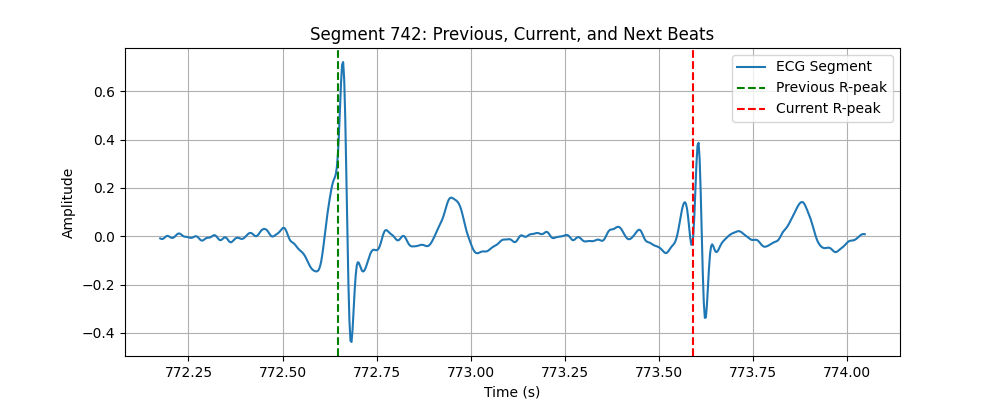 Segment 742: Previous, Current, and Next Beats
ECG Segment
Previous R-peak
Current R-peak
Amplitude
0.6
0.4
0.2
0.0
−0.2
−0.4
772.25 772.50 772.75 773.00 773.25 773.50 773.75 774.00
Time (s)